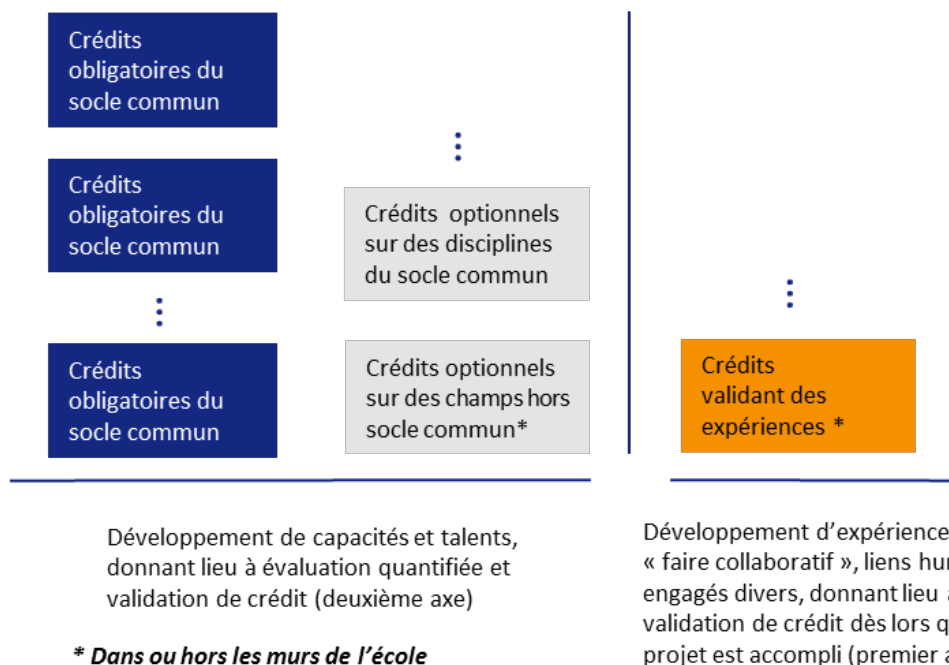 Crédits
obligatoires du
socle commun
Crédits
obligatoires du
socle commun
Crédits
obligatoires du
socle commun
Crédits optionnels
sur des disciplines
du socle commun
Crédits optionnels
sur des champs hors
socle commun*
Crédits
validant des
expériences *
Développement de capacités et talents,
donnant lieu à évaluation quantifiée et
validation de crédit (deuxième axe)
* Dans ou hors les murs de l’école
Développement d’expérience
« faire collaboratif », liens
engagés divers, donnant lieu
validation de crédit dès lors
projet est accompli (premier